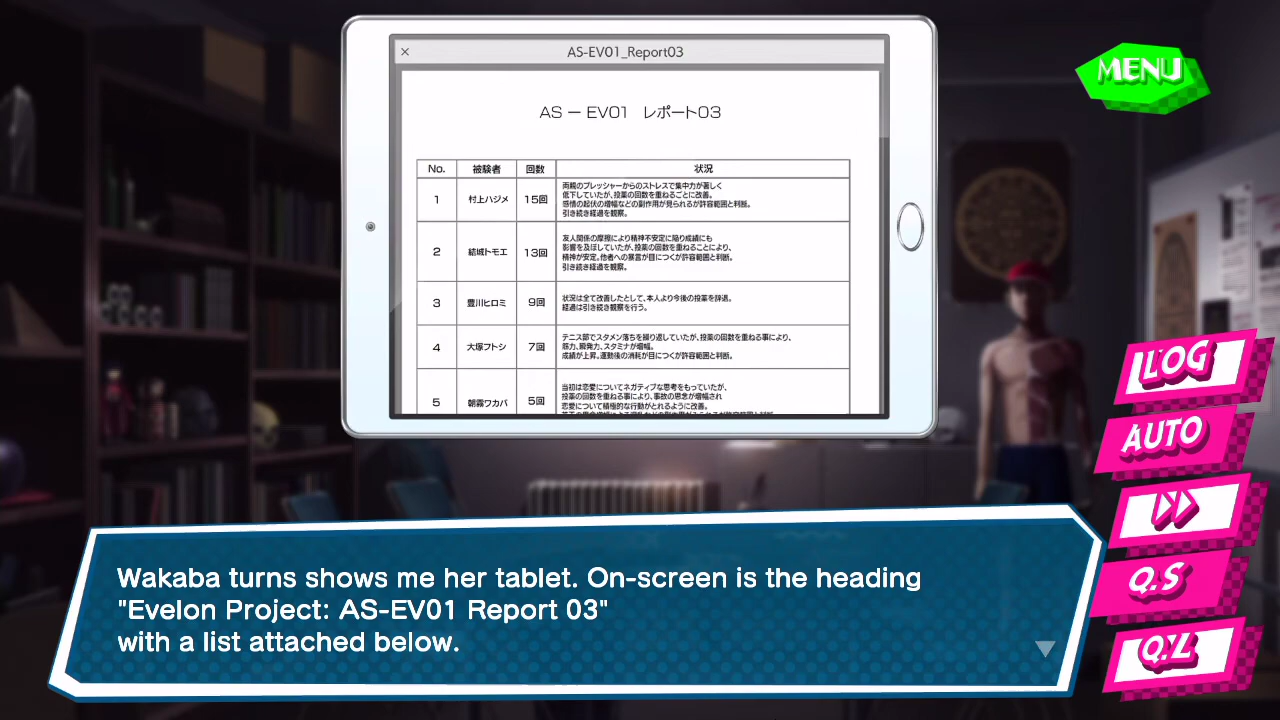 AS-EV01_Report03
MENU
AS － EV01　レポート03
No. 被験者 回数 状況
1 村上ハジメ 15回
両親のプレッシャーからのストレスで集中力が著しく
低下していたが、投薬の回数を重ねるごとに改善。
感情の起伏の増幅などの副作用が見られるが許容範囲と判断。
引き続き経過を観察。
2 結城トモエ 13回
友人関係の摩擦により精神不安定に陥り成績にも
影響を及ぼしていたが、投薬の回数を重ねることにより、
精神が安定。他者への暴言が目につくが許容範囲と判断。
引き続き経過を観察。
3 豊川ヒロミ 9回
状況は全て改善したとして、本人より今後の投薬を辞退。
経過は引き続き観察を行う。
4 大塚フトシ 7回
テニス部でスタメン落ちを繰り返していたが、投薬の回数を重ねる事により、
筋力、瞬発力、スタミナが増幅。
成績が上昇。運動後の消耗が目につくが許容範囲と判断。
5 朝霧ワカバ 5回
当初は恋愛についてネガティブな思考をもっていたが、
投薬の回数を重ねる事により、事故の思念が増幅され
恋愛について積極的な行動がとれるように改善。
LOG
AUTO
Q.S
Q.L
Wakaba turns shows me her tablet. On-screen is the heading
"Evelon Project: AS-EV01 Report 03"
with a list attached below.